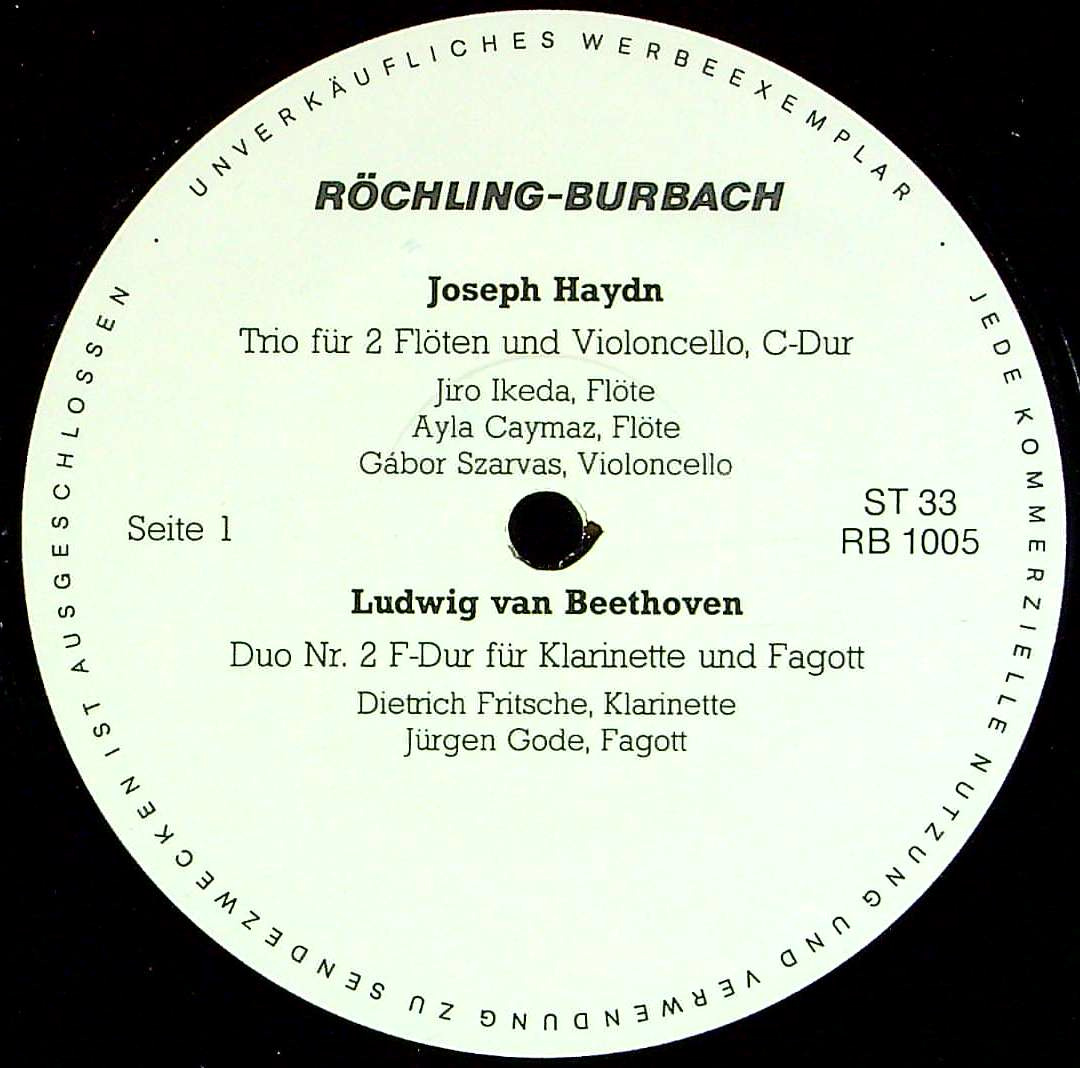 UNVERKÄUFLICHES WERBEEXEMPLAR · JEDE KOMMERZIELLE NUTZUNG UND VERWENDUNG ZU SENDEZWECKEN IST AUSGESCHLOSSEN ·
RÖCHLING-BURBACH
Joseph Haydn
Trio für 2 Flöten und Violoncello, C-Dur
Jiro Ikeda, Flöte
Ayla Caymaz, Flöte
Gábor Szarvas, Violoncello
Seite 1
ST 33
RB 1005
Ludwig van Beethoven
Duo Nr. 2 F-Dur für Klarinette und Fagott
Dietrich Fritsche, Klarinette
Jürgen Gode, Fagott